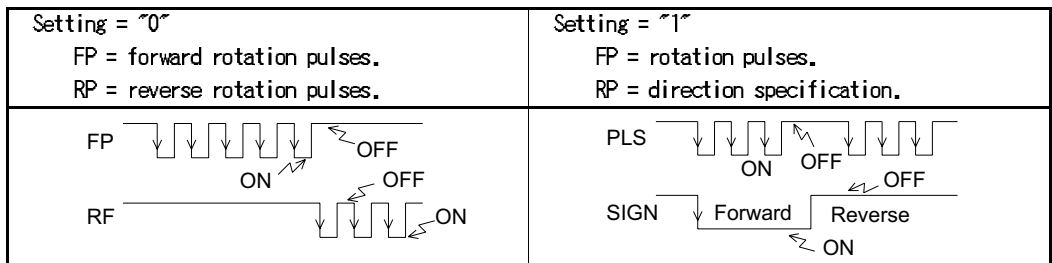 Setting = "0"
FP = forward rotation pulses.
RP = reverse rotation pulses.
Setting = "1"
FP = rotation pulses.
RP = direction specification.
FP
OFF
ON
OFF
RF
ON
PLS
ON
OFF
OFF
SIGN
Forward
Reverse
ON